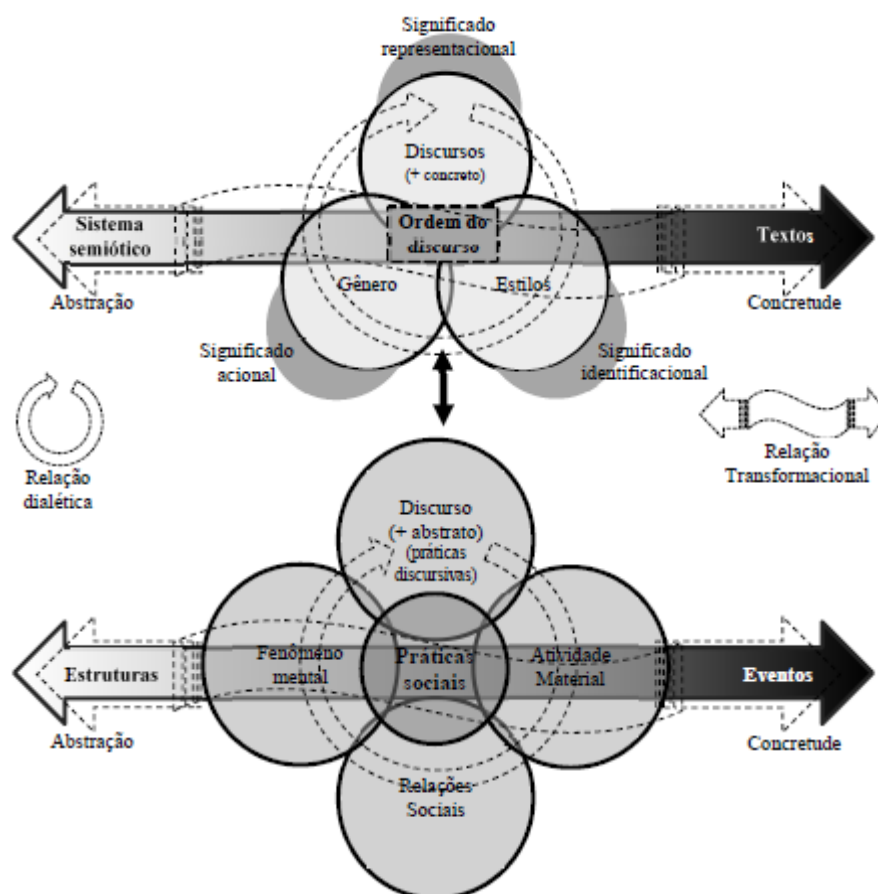 Significado
representacional
Discursos
(+ concreto)
Sistema
semiótico
Ordem do
discurso
Textos
Gênero
Estilos
Abstração
Concretude
Significado
acional
Significado
identificacional
Relação
dialética
Relação
Transformacional
Discurso
(+ abstrato)
(práticas
discursivas)
Estruturas
Fenômeno
mental
Práticas
sociais
Atividade
Material
Eventos
Abstração
Concretude
Relações
Sociais